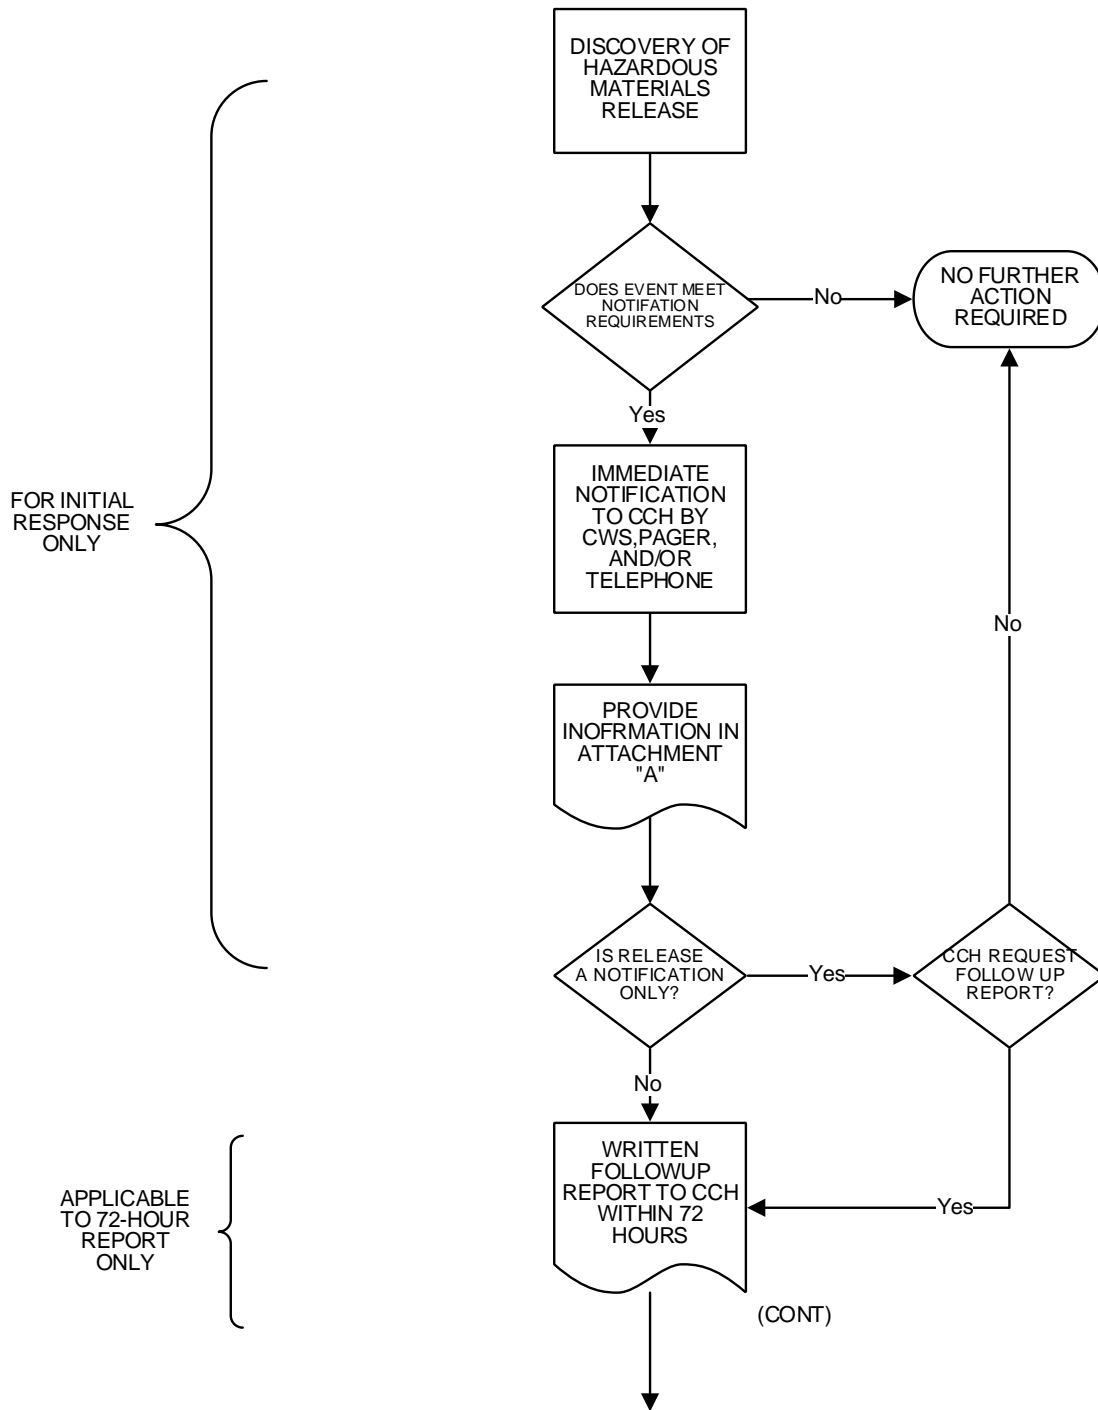 DISCOVERY OF
HAZARDOUS
MATERIALS
RELEASE
DOES EVENT MEET
NOTIFATION
REQUIREMENTS
No
NO FURTHER
ACTION
REQUIRED
Yes
FOR INITIAL
RESPONSE
ONLY
IMMEDIATE
NOTIFICATION
TO CCH BY
CWS,PAGER,
AND/OR
TELEPHONE
No
PROVIDE
INOFRMATION IN
ATTACHMENT
"A"
IS RELEASE
A NOTIFICATION
ONLY?
Yes
CCH REQUEST
FOLLOW UP
REPORT?
No
APPLICABLE
TO 72-HOUR
REPORT
ONLY
WRITTEN
FOLLOWUP
REPORT TO CCH
WITHIN 72
HOURS
Yes
(CONT)